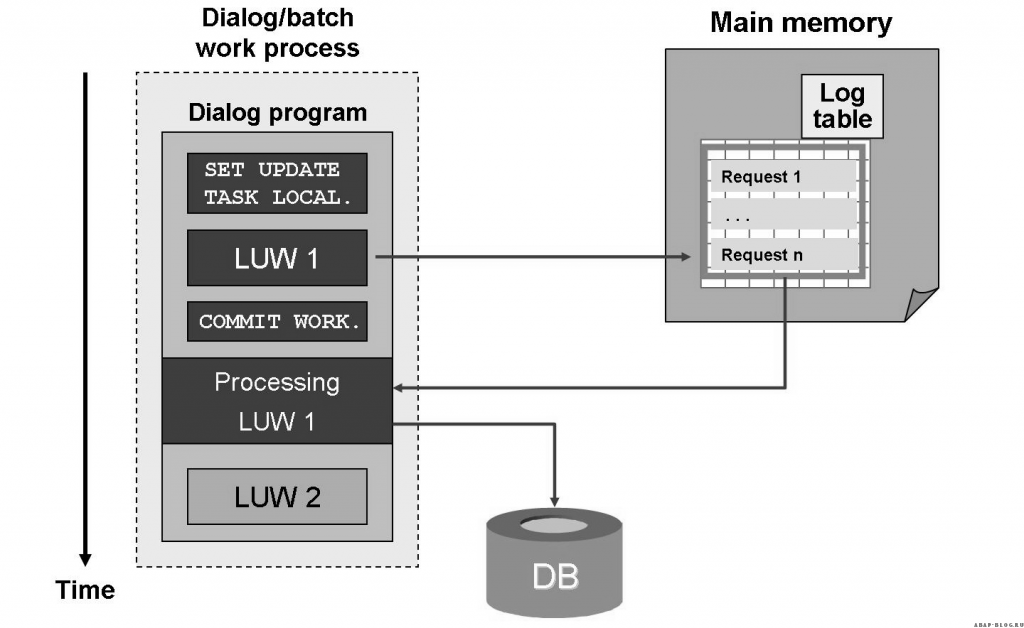 Dialog/batch
work process
Main memory
Dialog program
Log
table
SET UPDATE
TASK LOCAL.
Request 1
. . .
LUW 1
Request n
COMMIT WORK.
Processing
LUW 1
LUW 2
DB
Time
ABAP-BLOG.RU